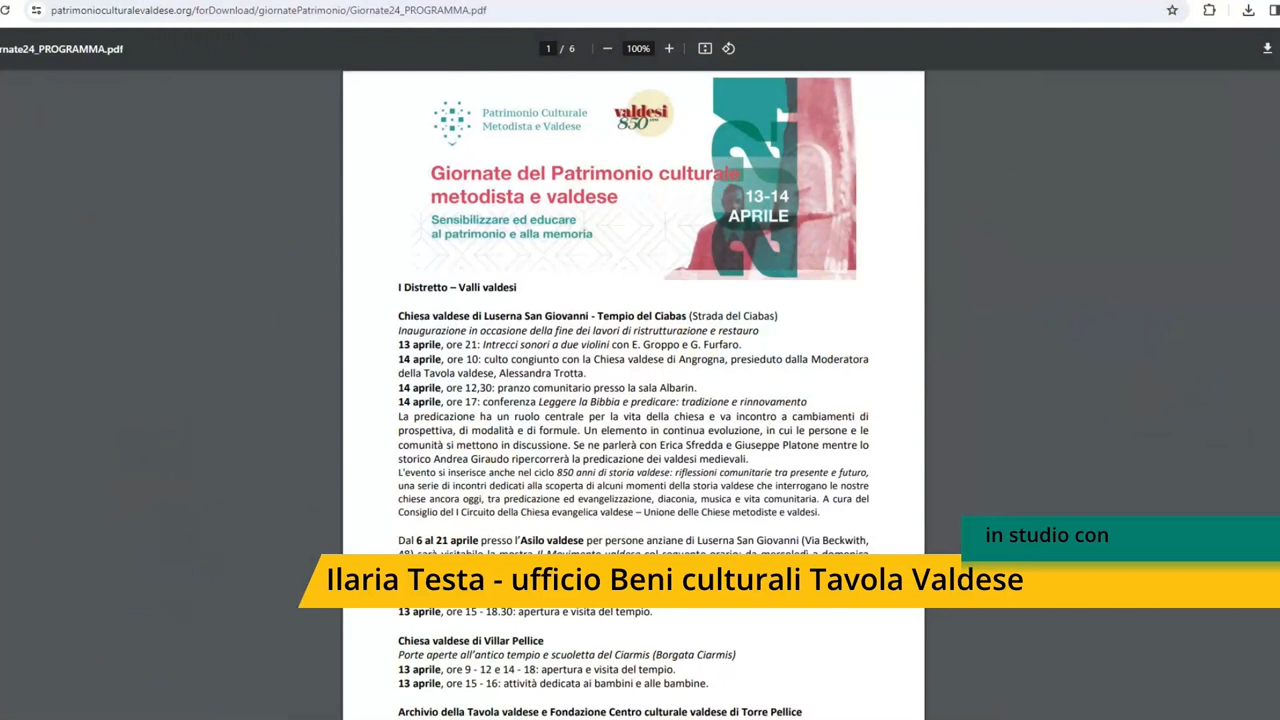 patrimonioculturalevaldese.org/forDownload/giornatePatrimonio/Giornate24_PROGRAMMA.pdf
rnate24_PROGRAMMA.pdf
1 / 6
100%
Patrimonio Culturale
Metodista e Valdese
valdesi
850
Giornate del Patrimonio culturale
metodista e valdese
Sensibilizzare ed educare
al patrimonio e alla memoria
13-14
APRILE
I Distretto – Valli valdesi
Chiesa valdese di Luserna San Giovanni - Tempio del Ciabas (Strada del Ciabas)
Inaugurazione in occasione della fine dei lavori di ristrutturazione e restauro
13 aprile, ore 21: Intrecci sonori a due violini con E. Groppo e G. Furfaro.
14 aprile, ore 10: culto congiunto con la Chiesa valdese di Angrogna, presieduto dalla Moderatora
della Tavola valdese, Alessandra Trotta.
14 aprile, ore 12,30: pranzo comunitario presso la sala Albarin.
14 aprile, ore 17: conferenza Leggere la Bibbia e predicare: tradizione e rinnovamento
La predicazione ha un ruolo centrale per la vita della chiesa e va incontro a cambiamenti di
prospettiva, di modalità e di formule. Un elemento in continua evoluzione, in cui le persone e le
comunità si mettono in discussione. Se ne parlerà con Erica Sfredda e Giuseppe Platone mentre lo
storico Andrea Giraudo ripercorrerà la predicazione dei valdesi medievali.
L'evento si inserisce anche nel ciclo 850 anni di storia valdese: riflessioni comunitarie tra presente e futuro,
una serie di incontri dedicati alla scoperta di alcuni momenti della storia valdese che interrogano le nostre
chiese ancora oggi, tra predicazione ed evangelizzazione, diaconia, musica e vita comunitaria. A cura del
Consiglio del I Circuito della Chiesa evangelica valdese – Unione delle Chiese metodiste e valdesi.
Dal 6 al 21 aprile presso l'Asilo valdese per persone anziane di Luserna San Giovanni (Via Beckwith,
in studio con
Ilaria Testa - ufficio Beni culturali Tavola Valdese
13 aprile, ore 15 - 18.30: apertura e visita del tempio.
Chiesa valdese di Villar Pellice
Porte aperte all'antico tempio e scuoletta del Ciarmis (Borgata Ciarmis)
13 aprile, ore 9 - 12 e 14 - 18: apertura e visita del tempio.
13 aprile, ore 15 - 16: attività dedicata ai bambini e alle bambine.
Archivio della Tavola valdese e Fondazione Centro culturale valdese di Torre Pellice